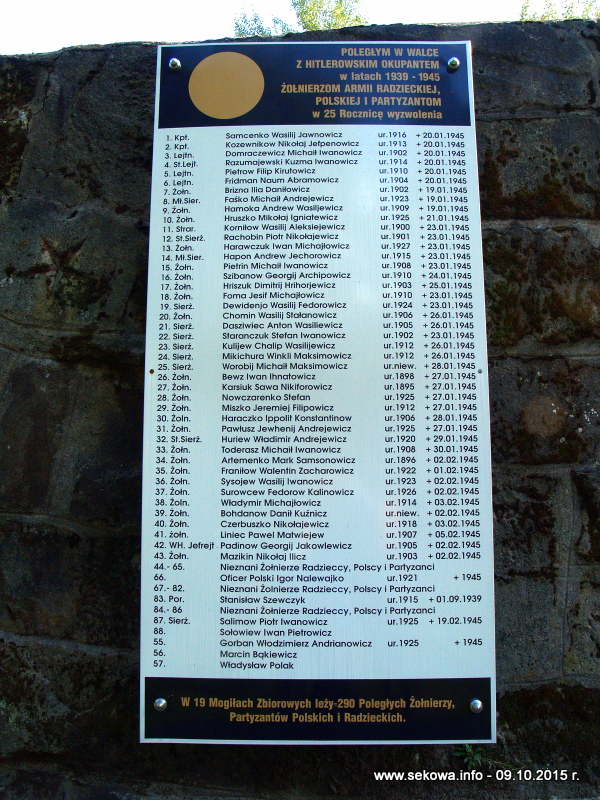 POLEGŁYM W WALCE
Z HITLEROWSKIM OKUPANTEM
w latach 1939 - 1945
ŻOŁNIERZOM ARMII RADZIECKIEJ,
POLSKIEJ I PARTYZANTOM
w 25 Rocznicę wyzwolenia
1. Kpt. Samcenko Wasilij Jawnowicz ur.1916 + 20.01.1945
2. Kpt. Kozewnikow Nikołaj Jefpenowicz ur.1913 + 20.01.1945
3. Lejtn. Domraczewicz Michaił Iwanowicz ur.1902 + 20.01.1945
4. St.Lejt. Razumajewski Kuzma Iwanowicz ur.1914 + 20.01.1945
5. Lejtn. Pietrow Filip Kirutowicz ur.1910 + 20.01.1945
6. Lejtn. Fridman Naum Abramowicz ur.1904 + 20.01.1945
7. Żołn. Brizna Ilia Daniłowicz ur.1902 + 19.01.1945
8. Mł.Sier. Faśko Michaił Andrejewicz ur.1923 + 19.01.1945
9. Żołn. Hamoka Andrew Wasiljewicz ur.1909 + 19.01.1945
10. Żołn. Hruszko Mikołaj Igniatewicz ur.1925 + 21.01.1945
11. Strar. Korniłow Wasilij Aleksiejewicz ur.1900 + 23.01.1945
12. St.Sierż. Rachobin Piotr Nikołajewicz ur.1901 + 23.01.1945
13. Żołn. Harawczuk Iwan Michajłowicz ur.1927 + 23.01.1945
14. Mł.Sier. Hapon Andrew Jechorowicz ur.1915 + 23.01.1945
15. Żołn. Pietrin Michaił Iwanowicz ur.1908 + 23.01.1945
16. Żołn. Szibanow Georgij Archipowicz ur.1910 + 24.01.1945
17. Żołn. Hriszuk Dimitrij Hrihorjewicz ur.1903 + 25.01.1945
18. Żołn. Foma Jesif Michajłowicz ur.1910 + 23.01.1945
19. Sierż. Dewidenjo Wasilij Fedorowicz ur.1924 + 23.01.1945
20. Żołn. Chomin Wasilij Stałanowicz ur.1906 + 26.01.1945
21. Sierż. Dasziwiec Anton Wasiliewicz ur.1905 + 26.01.1945
22. Sierż. Starańczuk Stefan Iwanowicz ur.1902 + 23.01.1945
23. Sierż. Kulijew Chalip Wasilijewicz ur.1912 + 26.01.1945
24. Sierż. Mikichura Winkli Maksimowicz ur.1912 + 26.01.1945
25. Sierż. Worobij Michaił Maksimowicz ur.niew. + 28.01.1945
26. Żołn. Bewz Iwan Ihnatowicz ur.1898 + 27.01.1945
27. Żołn. Karsiuk Sawa Nikiforowicz ur.1895 + 27.01.1945
28. Żołn. Nowczarenko Stefan ur.1925 + 27.01.1945
29. Żołn. Miszko Jeremiej Filipowicz ur.1912 + 27.01.1945
30. Żoln. Haraczko Ippolit Konstantinow ur.1906 + 28.01.1945
31. Żołn. Pawłusz Jewhenij Andrejewicz ur.1925 + 27.01.1945
32. St.Sierż. Huriew Władimir Andrejewicz ur.1920 + 29.01.1945
33. Żołn. Toderasz Michaił Iwanowicz ur.1908 + 30.01.1945
34. Żołn. Artemenko Mark Samsonowicz ur.1896 + 02.02.1945
35. Żołn. Franiłow Walentin Zacharowicz ur.1922 + 01.02.1945
36. Żołn. Sysojew Wasilij Iwanowicz ur.1923 + 02.02.1945
37. Żołn. Surowcew Fedorow Kalinowicz ur.1926 + 02.02.1945
38. Żoln. Władymir Michajłowicz ur.1914 + 03.02.1945
39. Żołn. Bohdanow Danił Kuźnicz ur.niew. + 02.02.1945
40. Żołn. Czerbuszko Nikołajewicz ur.1918 + 03.02.1945
41. żołn. Liniec Paweł Matwiejew ur.1907 + 05.02.1945
42. WH. Jefrejt Padinow Georgij Jakowlewicz ur.1905 + 02.02.1945
43. Żołn. Mazikin Nikołaj Ilicz ur.1903 + 02.02.1945
44.- 65. Nieznani Żołnierze Radzieccy, Polscy i Partyzanci
66. Oficer Polski Igor Nalewajko ur.1921 + 1945
67.- 82. Nieznani Żolnierze Radzieccy, Polscy i Partyzanci
83. Por. Stanisław Szewczyk ur.1915 + 01.09.1939
84.- 86 Nieznani Żołnierze Radzieccy, Polscy i Partyzanci
87. Sierż. Salimow Piotr Iwanowicz ur.1925 + 19.02.1945
88. Sołowiew Iwan Pietrowicz
55. Gorban Włodzimierz Andrianowicz ur.1925 + 1945
56. Marcin Bąkiewicz
57. Władysław Polak
W 19 Mogiłach Zbiorowych leży-290 Poległych Żołnierzy,
Partyzantów Polskich i Radzieckich.
www.sekowa.info - 09.10.2015 r.